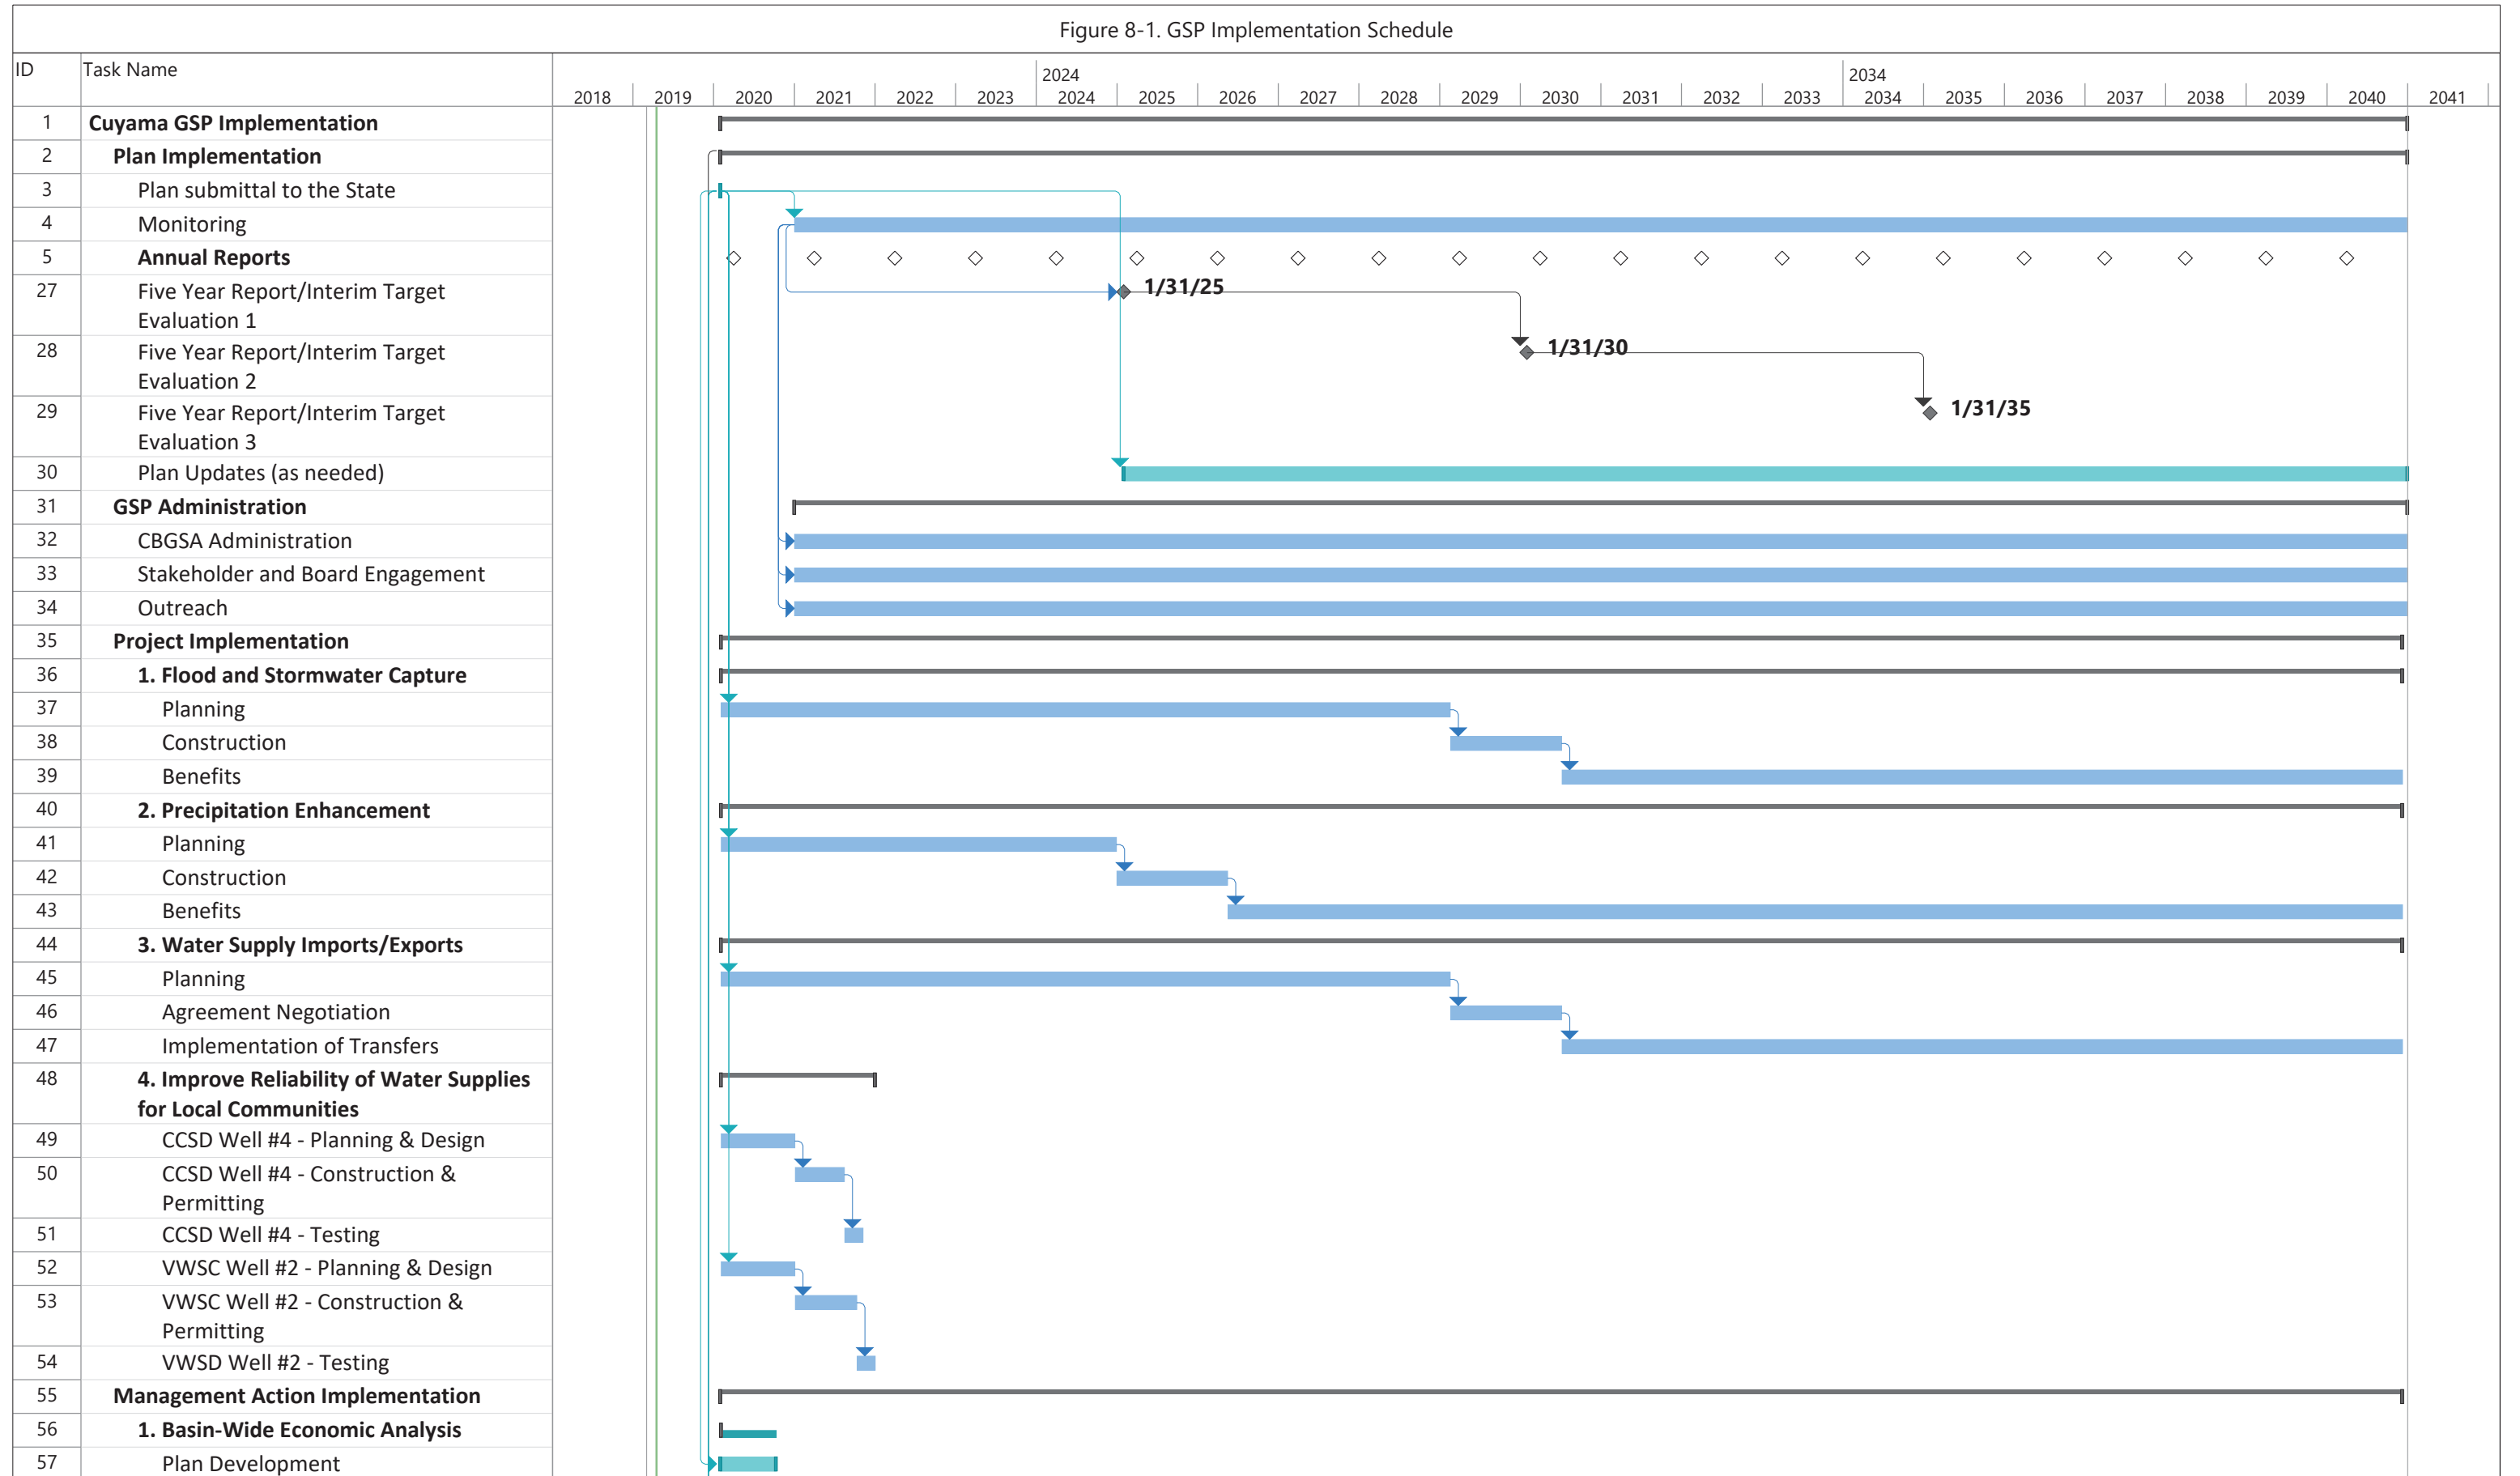 Figure 8-1. GSP Implementation Schedule
ID Task Name 2024 2034
2018 2019 2020 2021 2022 2023 2024 2025 2026 2027 2028 2029 2030 2031 2032 2033 2034 2035 2036 2037 2038 2039 2040 2041
1 Cuyama GSP Implementation
2 Plan Implementation
3 Plan submittal to the State
4 Monitoring
5 Annual Reports
27 Five Year Report/Interim Target 1/31/25
Evaluation 1
28 Five Year Report/Interim Target 1/31/30
Evaluation 2
29 Five Year Report/Interim Target 1/31/35
Evaluation 3
30 Plan Updates (as needed)
31 GSP Administration
32 CBGSA Administration
33 Stakeholder and Board Engagement
34 Outreach
35 Project Implementation
36 1. Flood and Stormwater Capture
37 Planning
38 Construction
39 Benefits
40 2. Precipitation Enhancement
41 Planning
42 Construction
43 Benefits
44 3. Water Supply Imports/Exports
45 Planning
46 Agreement Negotiation
47 Implementation of Transfers
48 4. Improve Reliability of Water Supplies
for Local Communities
49 CCSD Well #4 - Planning & Design
50 CCSD Well #4 - Construction &
Permitting
51 CCSD Well #4 - Testing
52 VWSC Well #2 - Planning & Design
53 VWSC Well #2 - Construction &
Permitting
54 VWSD Well #2 - Testing
55 Management Action Implementation
56 1. Basin-Wide Economic Analysis
57 Plan Development